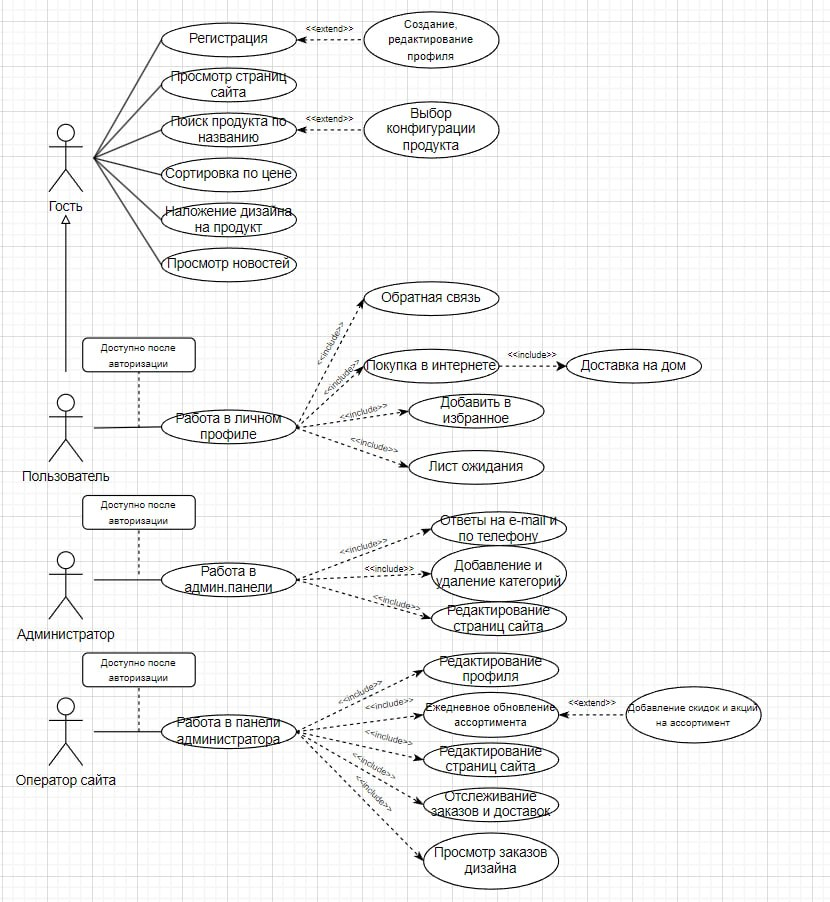 Регистрация
<<extend>>
Создание,
редактирование
профиля
Просмотр страниц
сайта
Поиск продукта по
названию
<<extend>>
Выбор
конфигурации
продукта
Сортировка по цене
Наложение дизайна
на продукт
Просмотр новостей
Гость
Доступно после
авторизации
Работа в личном
профиле
Пользователь
<<include>>
Обратная связь
<<include>>
Покупка в интернете
<<include>>
Доставка на дом
<<include>>
Добавить в
избранное
<<include>>
Лист ожидания
Доступно после
авторизации
Работа в
админ.панели
Администратор
<<include>>
Ответы на e-mail и
по телефону
<<include>>
Добавление и
удаление категорий
<<include>>
Редактирование
страниц сайта
Доступно после
авторизации
Работа в панели
администратора
Оператор сайта
<<include>>
Редактирование
профиля
<<include>>
Ежедневное обновление
ассортимента
<<extend>>
Добавление скидок и акций
на ассортимент
<<include>>
Редактирование
страниц сайта
<<include>>
Отслеживание
заказов и доставок
<<include>>
Просмотр заказов
дизайна